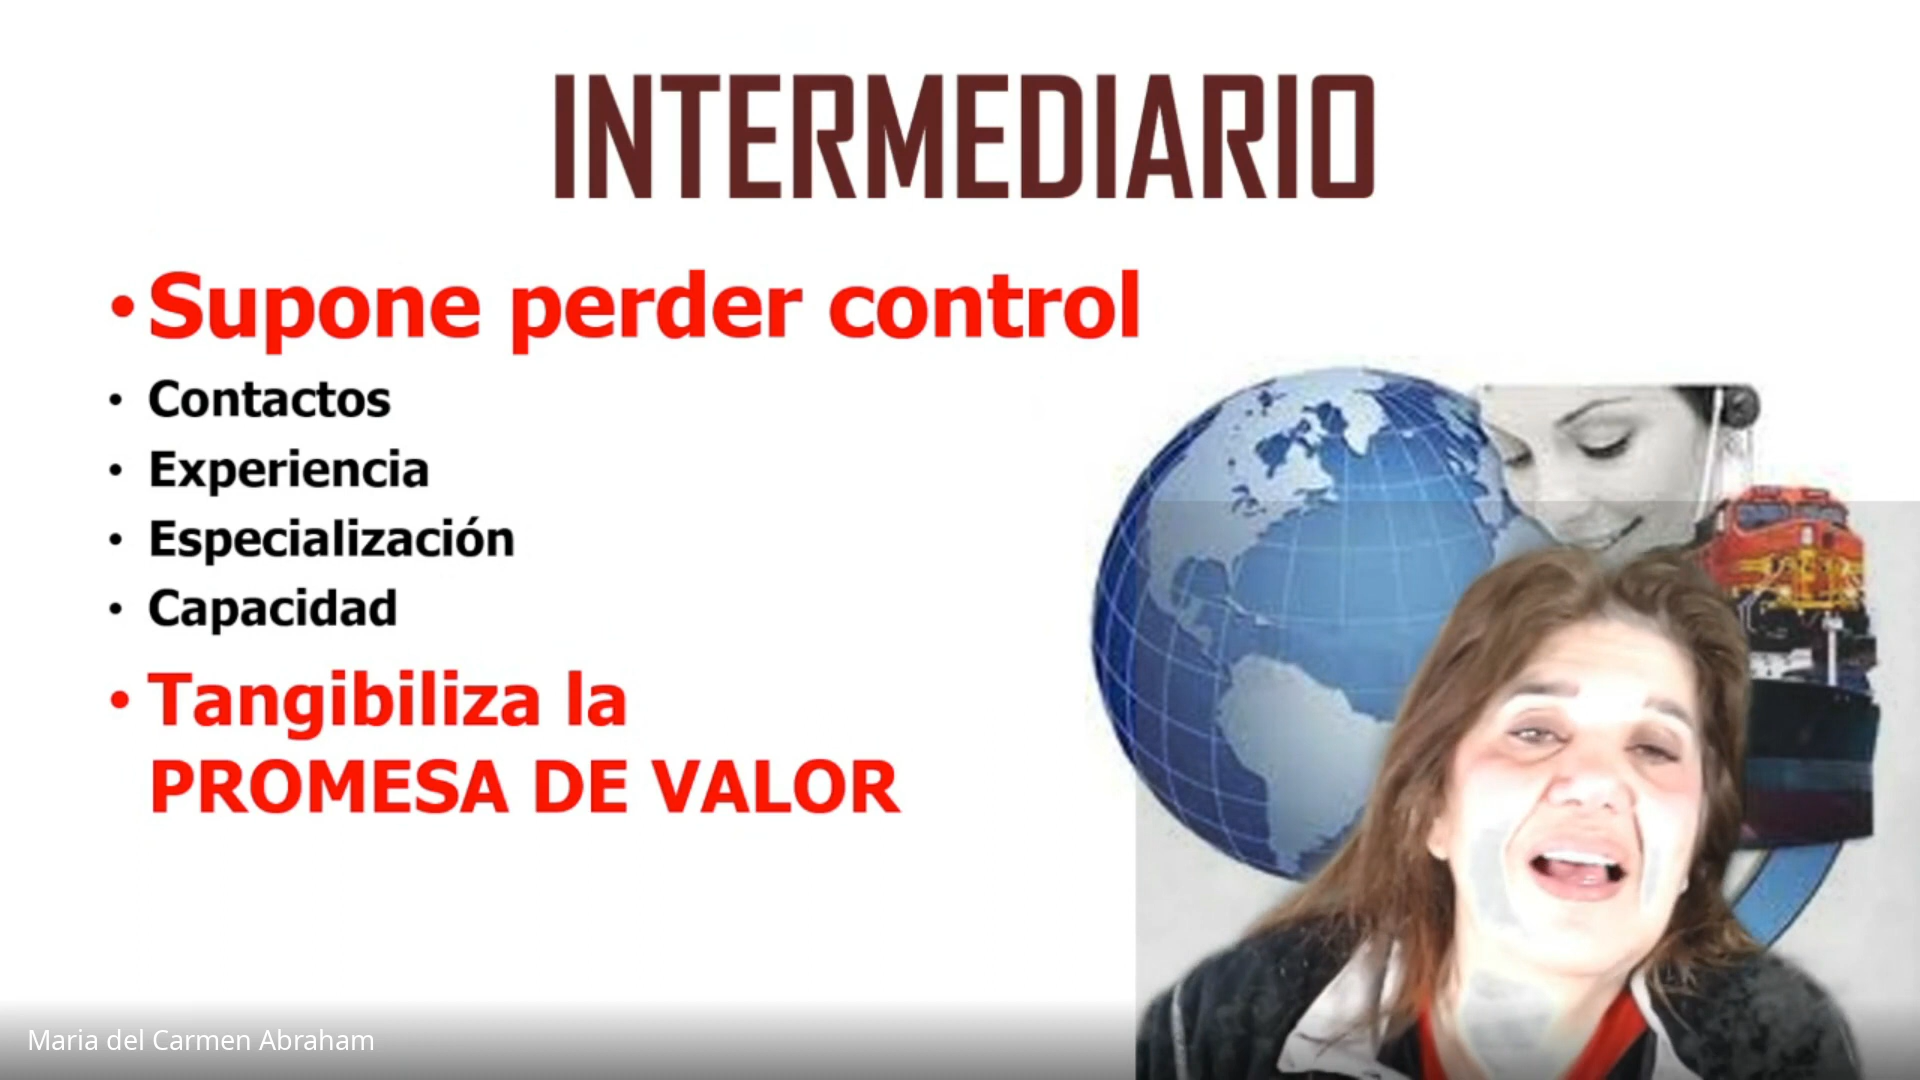 INTERMEDIARIO
• Supone perder control
• Contactos
• Experiencia
• Especialización
• Capacidad
• Tangibiliza la
PROMESA DE VALOR
Maria del Carmen Abraham